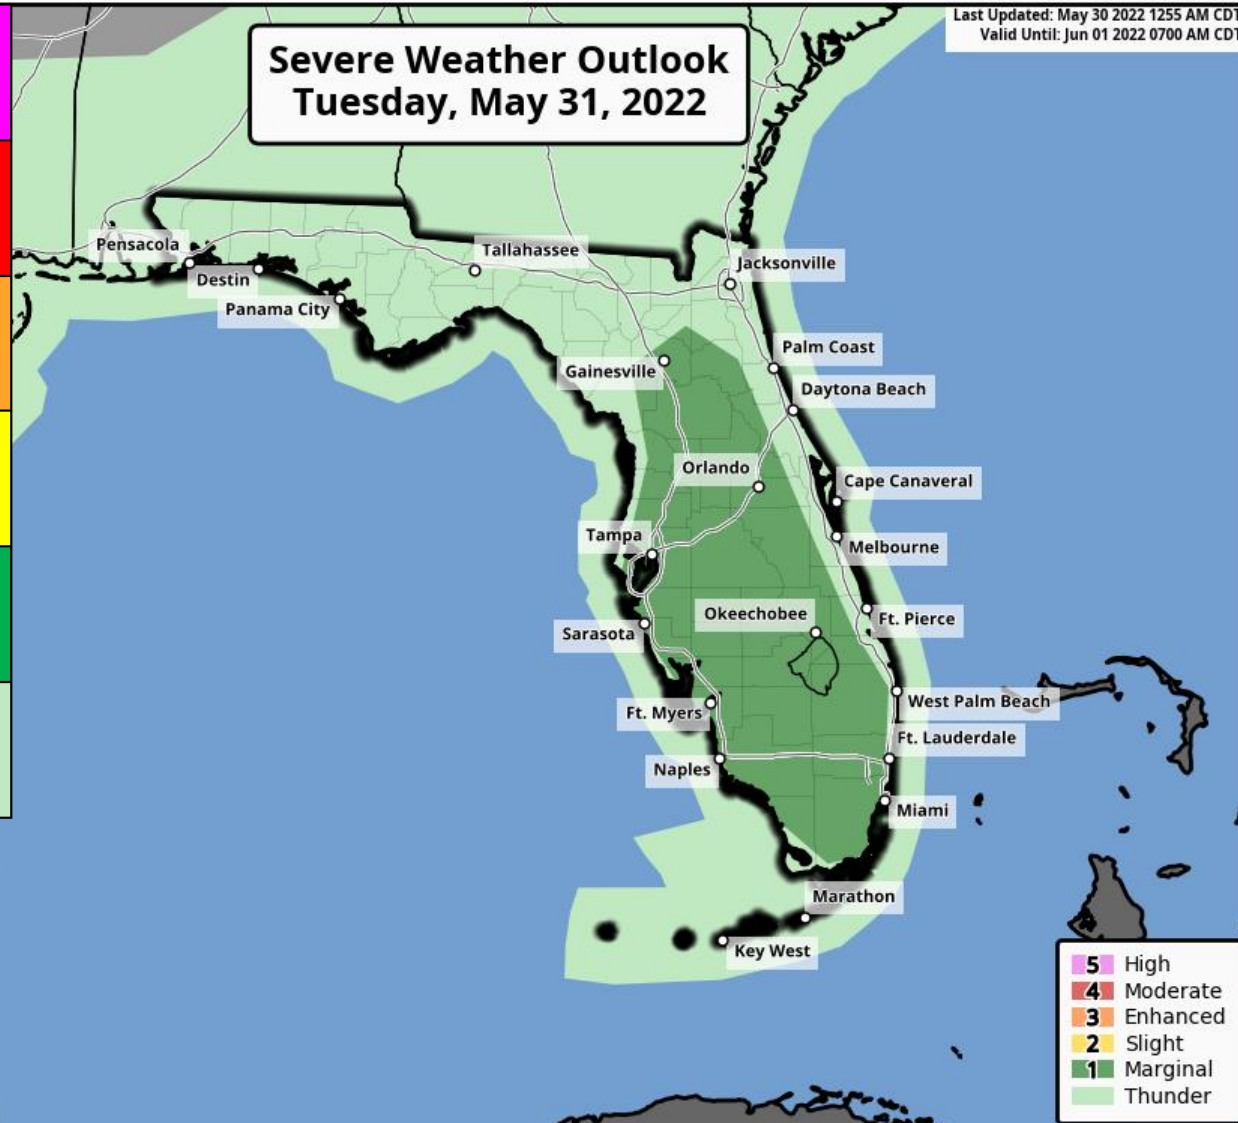 Last Updated: May 30 2022 1255 AM CDT
Valid Until: Jun 01 2022 0700 AM CDT
Severe Weather Outlook
Tuesday, May 31, 2022
Pensacola
Tallahassee
Jacksonville
Destin
Panama City
Palm Coast
Gainesville
Daytona Beach
Orlando
Cape Canaveral
Tampa
Melbourne
Okeechobee
Ft. Pierce
Sarasota
West Palm Beach
Ft. Myers
Ft. Lauderdale
Naples
Miami
Marathon
Key West
5 High
4 Moderate
3 Enhanced
2 Slight
1 Marginal
Thunder